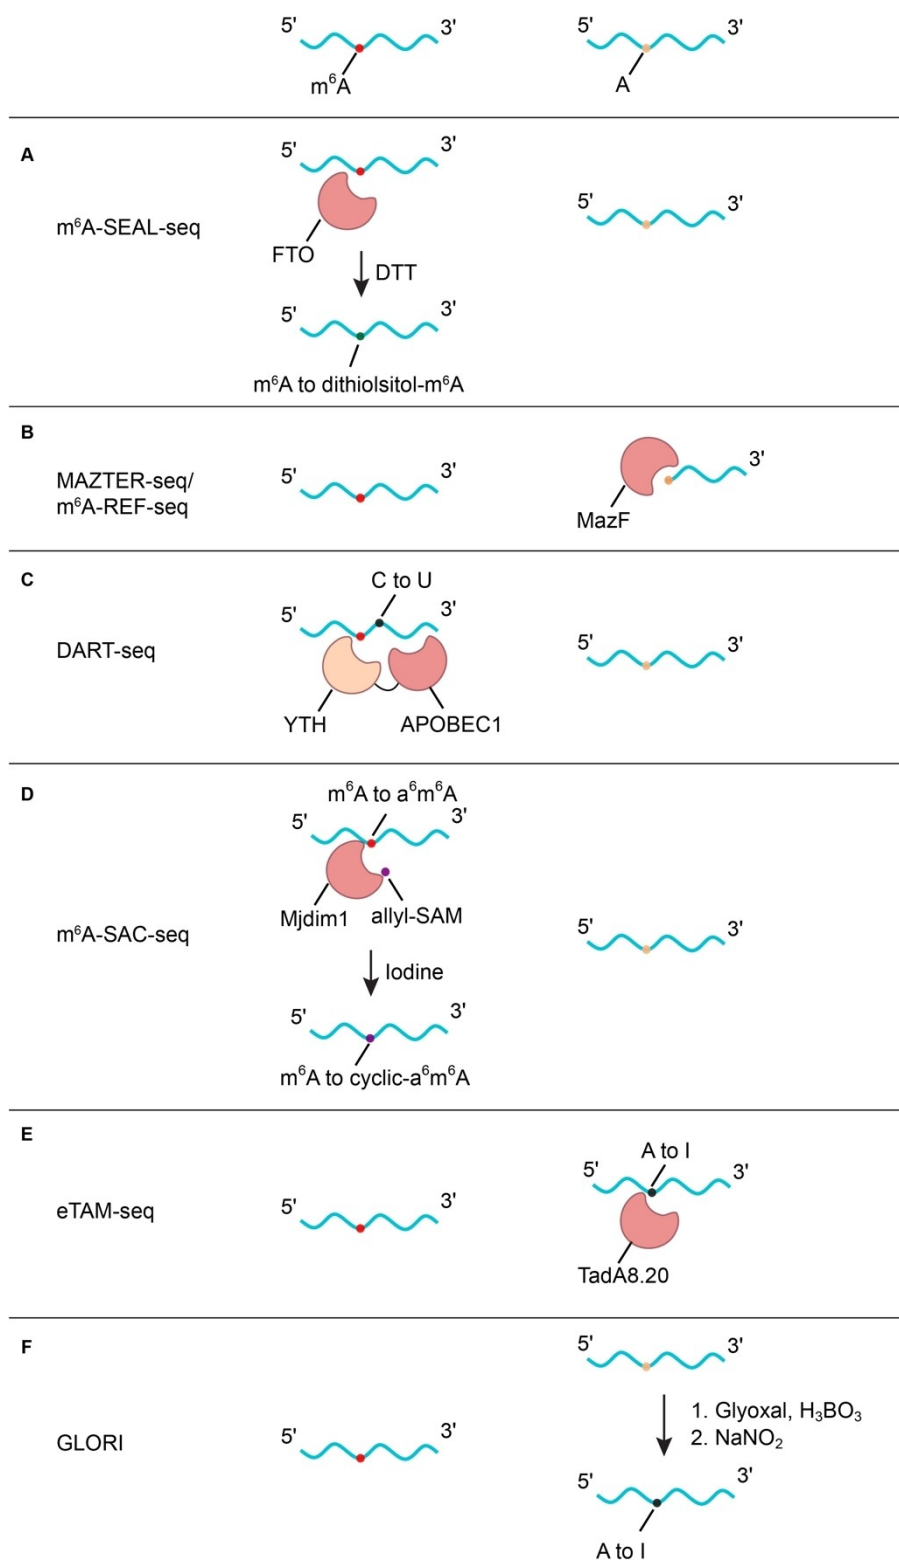 5' 3' 5' 3'
m⁶A A
A
5' 3'
m⁶A-SEAL-seq
5' 3'
FTO
DTT
5' 3'
m⁶A to dithiolsitol-m⁶A
B
MAZTER-seq/
m⁶A-REF-seq
5' 3'
3'
MazF
C
C to U
5' 3'
DART-seq
5' 3'
YTH APOBEC1
D
m⁶A to a⁶m⁶A
5' 3'
Mjdim1 allyl-SAM
m⁶A-SAC-seq
5' 3'
Iodine
5' 3'
m⁶A to cyclic-a⁶m⁶A
E
A to I
5' 3'
eTAM-seq
5' 3'
TadA8.20
F
5' 3'
1. Glyoxal, H₃BO₃
2. NaNO₂
GLORI
5' 3'
5' 3'
A to I